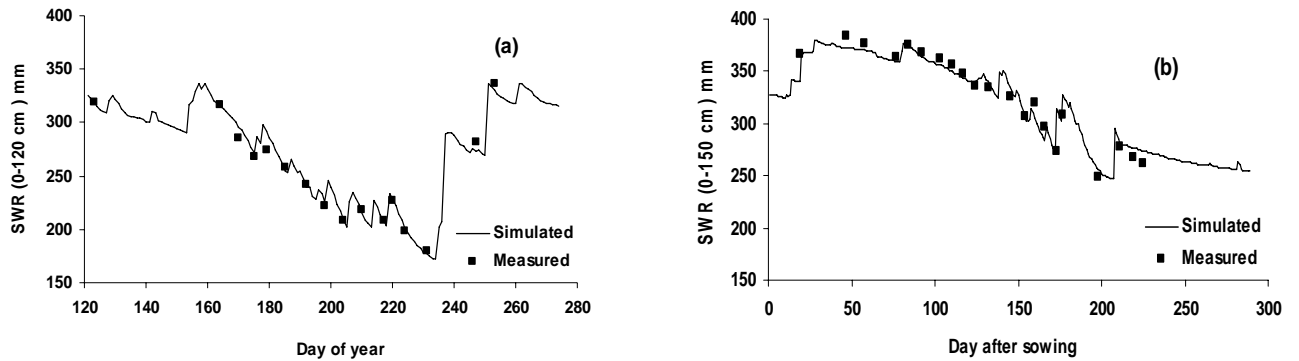 400
350
300
250
200
150
SWR (0-120 cm ) mm
(a)
Simulated
Measured
120 140 160 180 200 220 240 260 280
Day of year
400
350
300
250
200
150
SWR (0-150 cm ) mm
(b)
Simulated
Measured
0 50 100 150 200 250 300
Day after sowing